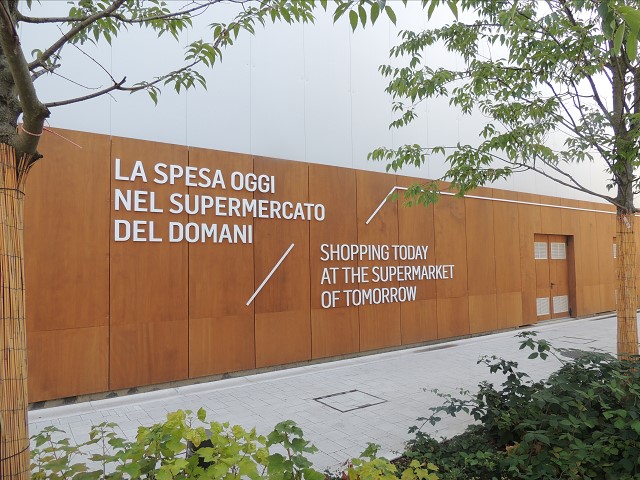 LA SPESA OGGI
NEL SUPERMERCATO
DEL DOMANI
SHOPPING TODAY
AT THE SUPERMARKET
OF TOMORROW